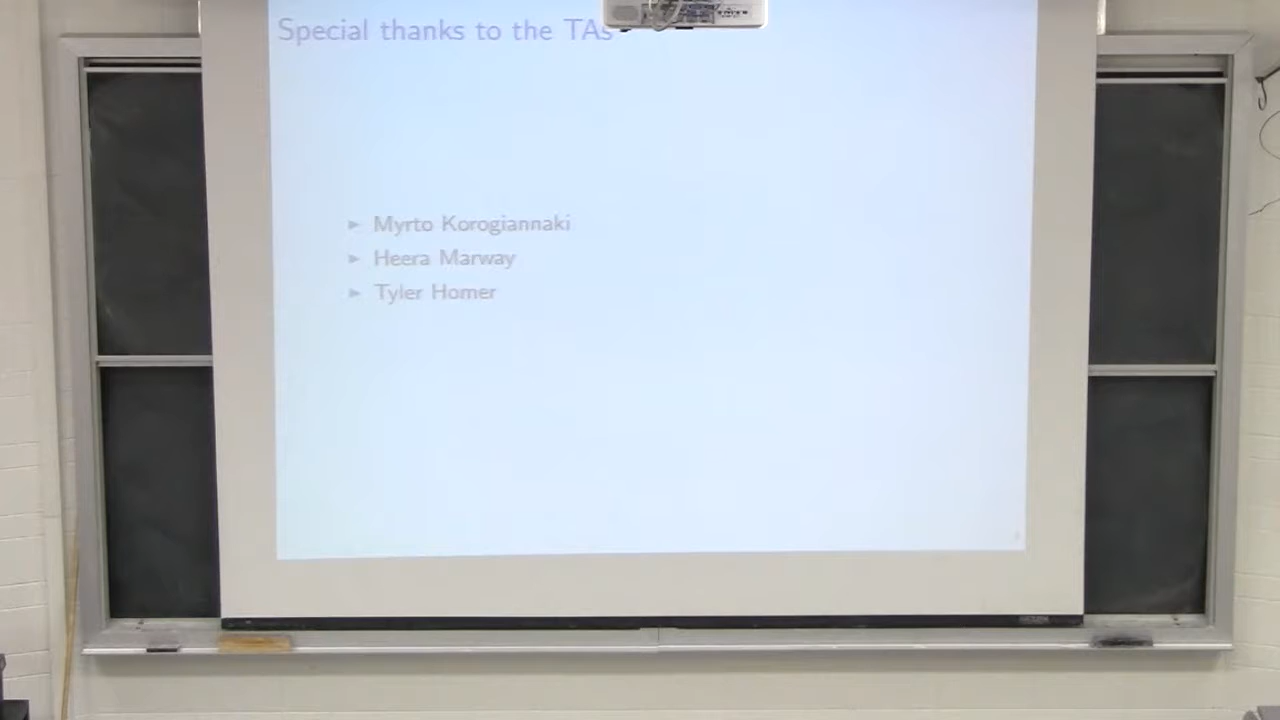 Special thanks to the TAs
▶ Myrto Korogiannaki
▶ Heera Marway
▶ Tyler Homer